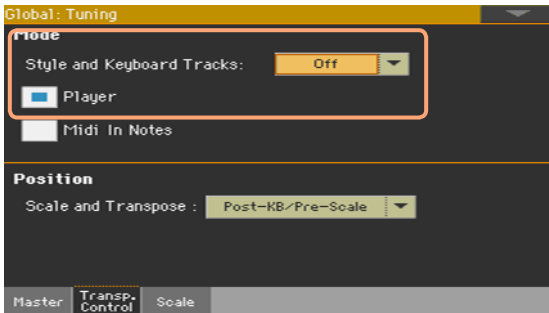 Global: Tuning
Mode
Style and Keyboard Tracks: Off
Player
Midi In Notes
Position
Scale and Transpose : Post-KB/Pre-Scale
Master Transp. Control Scale